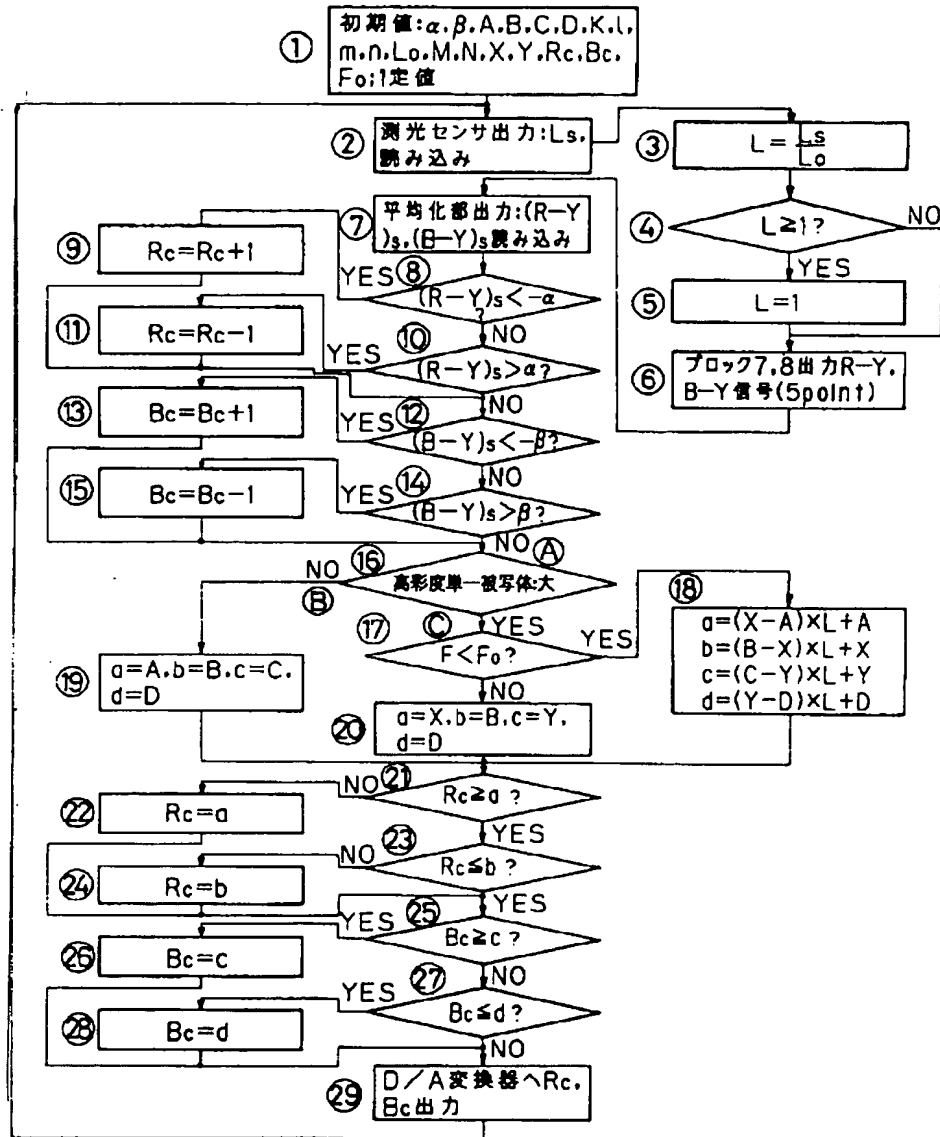 ①
初期値:α,β,A,B,C,D,K,l,
m,n,Lo,M,N,X,Y,Rc,Bc,
Fo:1定値
②
測光センサ出力:Ls,
読み込み
③
L=Ls/Lo
④
L≧1?
NO
YES
⑤
L=1
⑥
ブロック7,8出力R-Y,
B-Y信号(5point)
⑦
平均化部出力:(R-Y
)s,(B-Y)s読み込み
⑧
YES
(R-Y)s<-α
?
NO
⑨
Rc=Rc+1
⑩
YES
(R-Y)s>α?
NO
⑪
Rc=Rc-1
⑫
YES
(B-Y)s<-β?
NO
⑬
Bc=Bc+1
⑭
YES
(B-Y)s>β?
NO
⑮
Bc=Bc-1
Ⓐ
⑯
NO
Ⓑ
高彩度単一被写体:大
YES
Ⓒ
⑰
F<Fo?
YES
NO
⑱
a=(X-A)×L+A
b=(B-X)×L+X
c=(C-Y)×L+Y
d=(Y-D)×L+D
⑲
a=A.b=B.c=C.
d=D
⑳
a=X.b=B.c=Y.
d=D
㉑
NO
Rc≧a ?
YES
㉒
Rc=a
㉓
NO
Rc≦b ?
YES
㉔
Rc=b
㉕
YES
Bc≧c ?
NO
㉖
Bc=c
㉗
YES
Bc≦d ?
NO
㉘
Bc=d
㉙
D/A変換器へRc,
Bc出力